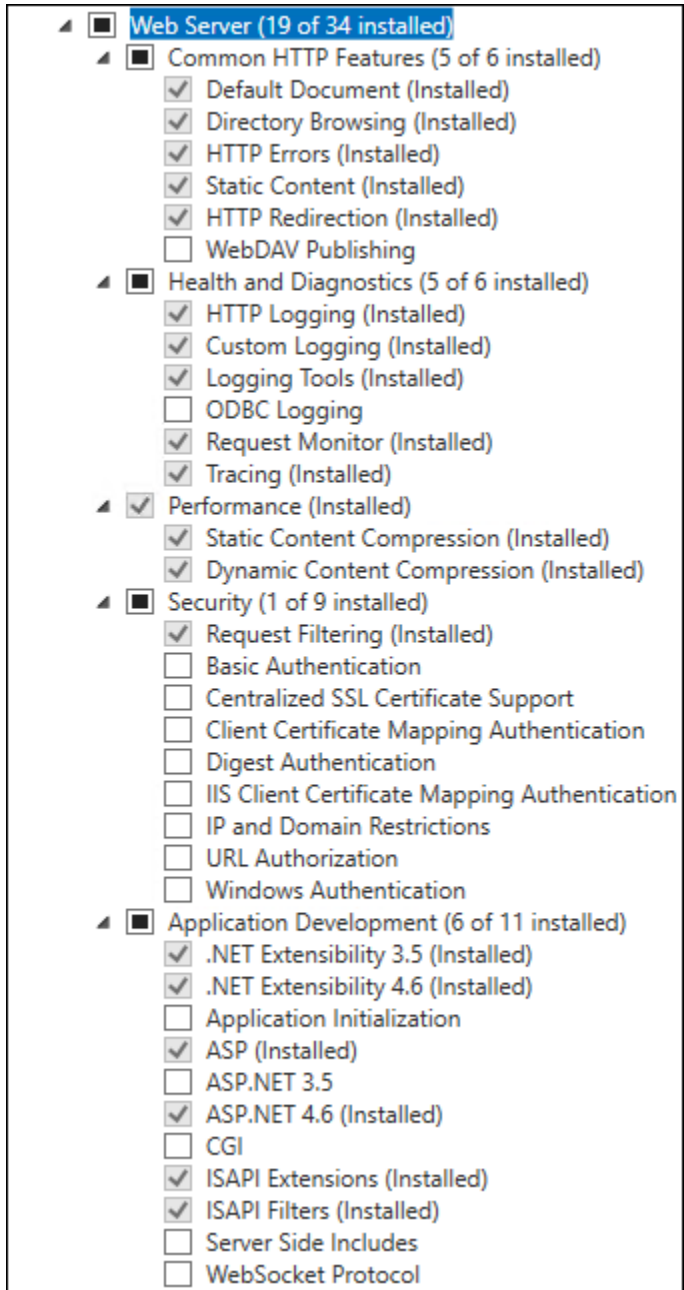 Web Server (19 of 34 installed)
Common HTTP Features (5 of 6 installed)
Default Document (Installed)
Directory Browsing (Installed)
HTTP Errors (Installed)
Static Content (Installed)
HTTP Redirection (Installed)
WebDAV Publishing
Health and Diagnostics (5 of 6 installed)
HTTP Logging (Installed)
Custom Logging (Installed)
Logging Tools (Installed)
ODBC Logging
Request Monitor (Installed)
Tracing (Installed)
Performance (Installed)
Static Content Compression (Installed)
Dynamic Content Compression (Installed)
Security (1 of 9 installed)
Request Filtering (Installed)
Basic Authentication
Centralized SSL Certificate Support
Client Certificate Mapping Authentication
Digest Authentication
IIS Client Certificate Mapping Authentication
IP and Domain Restrictions
URL Authorization
Windows Authentication
Application Development (6 of 11 installed)
.NET Extensibility 3.5 (Installed)
.NET Extensibility 4.6 (Installed)
Application Initialization
ASP (Installed)
ASP.NET 3.5
ASP.NET 4.6 (Installed)
CGI
ISAPI Extensions (Installed)
ISAPI Filters (Installed)
Server Side Includes
WebSocket Protocol